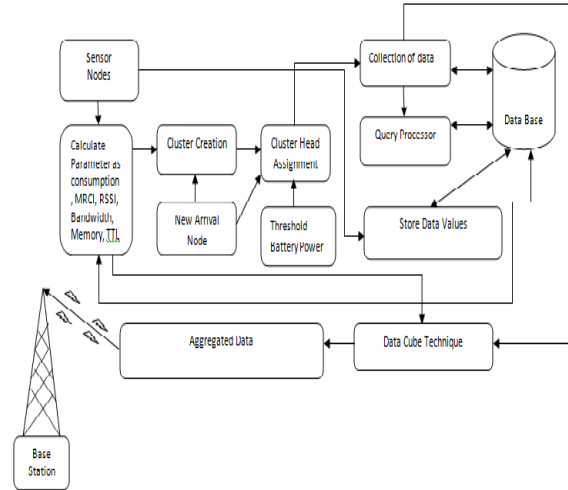 Sensor
Nodes
Collection of data
Data Base
Calculate
Parameter as
consumption
, MRCI, RSSI,
Bandwidth,
Memory, TTL
Cluster Creation
Cluster Head
Assignment
Query Processor
New Arrival
Node
Threshold
Battery Power
Store Data Values
Aggregated Data
Data Cube Technique
Base
Station